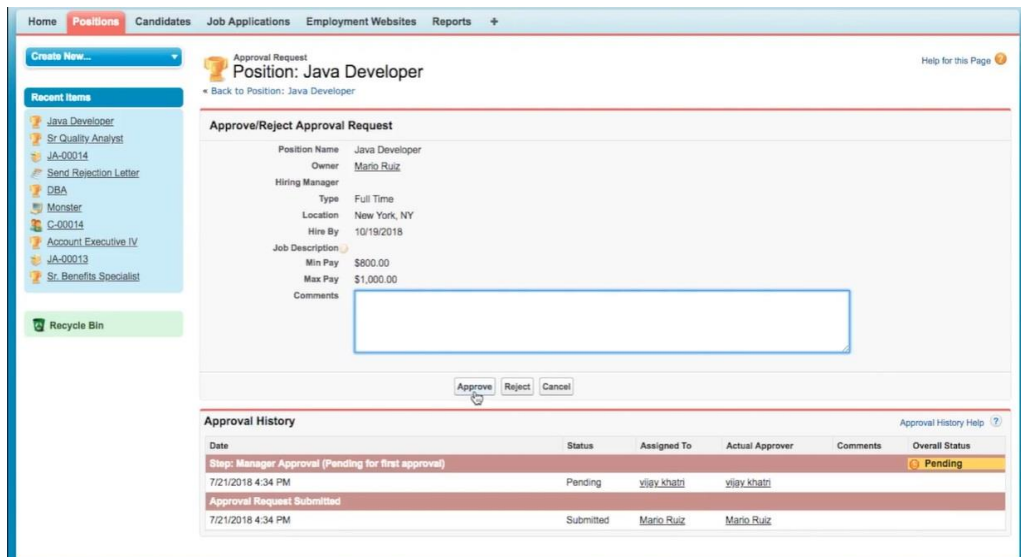 Home Positions Candidates Job Applications Employment Websites Reports +
Create New...
Recent Items
Java Developer
Sr Quality Analyst
JA-00014
Send Rejection Letter
DBA
Monster
C-00014
Account Executive IV
JA-00013
Sr. Benefits Specialist
Recycle Bin
Approval Request
Position: Java Developer
« Back to Position: Java Developer
Help for this Page ?
Approve/Reject Approval Request
Position Name Java Developer
Owner Mario Ruiz
Hiring Manager
Type Full Time
Location New York, NY
Hire By 10/19/2018
Job Description
Min Pay $800.00
Max Pay $1,000.00
Comments
Approve Reject Cancel
Approval History
Approval History Help ?
Date Status Assigned To Actual Approver Comments Overall Status
Step: Manager Approval (Pending for first approval) Pending
7/21/2018 4:34 PM Pending vijay khatri vijay khatri
Approval Request Submitted
7/21/2018 4:34 PM Submitted Mario Ruiz Mario Ruiz